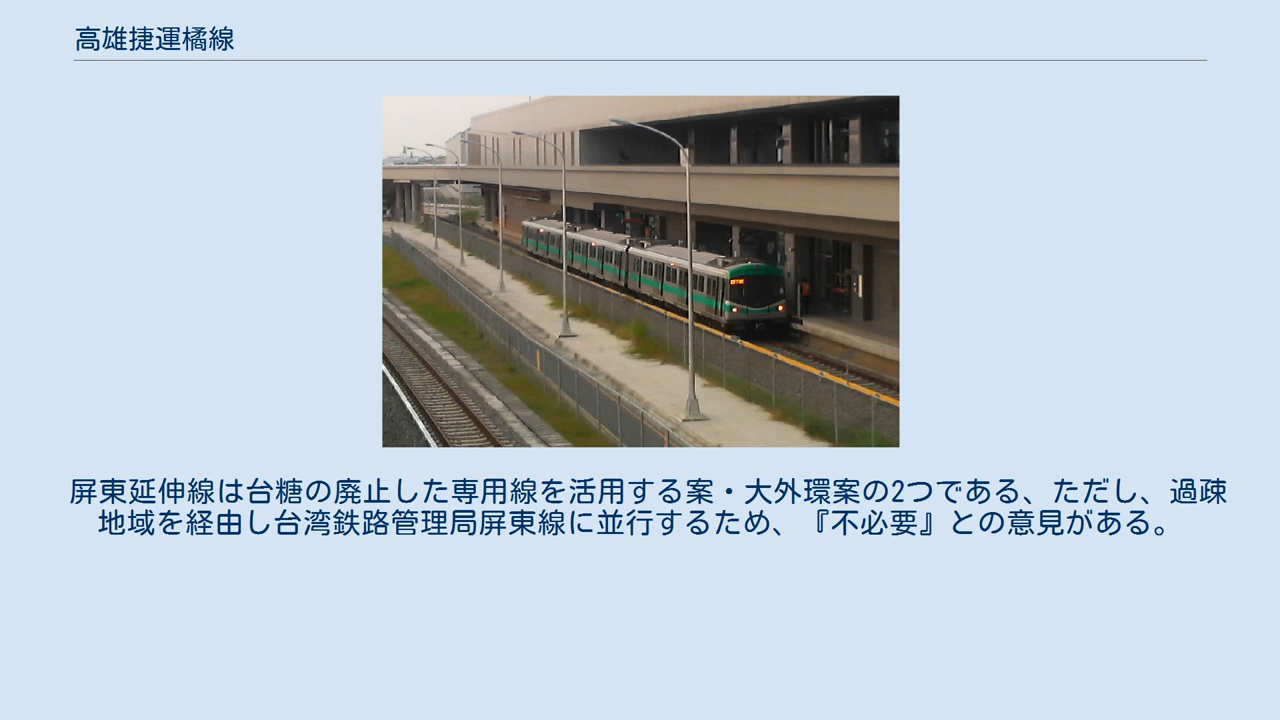 高雄捷運橘線
屏東延伸線は台糖の廃止した専用線を活用する案・大外環案の2つである、ただし、過疎
地域を経由し台湾鉄路管理局屏東線に並行するため、『不必要』との意見がある。